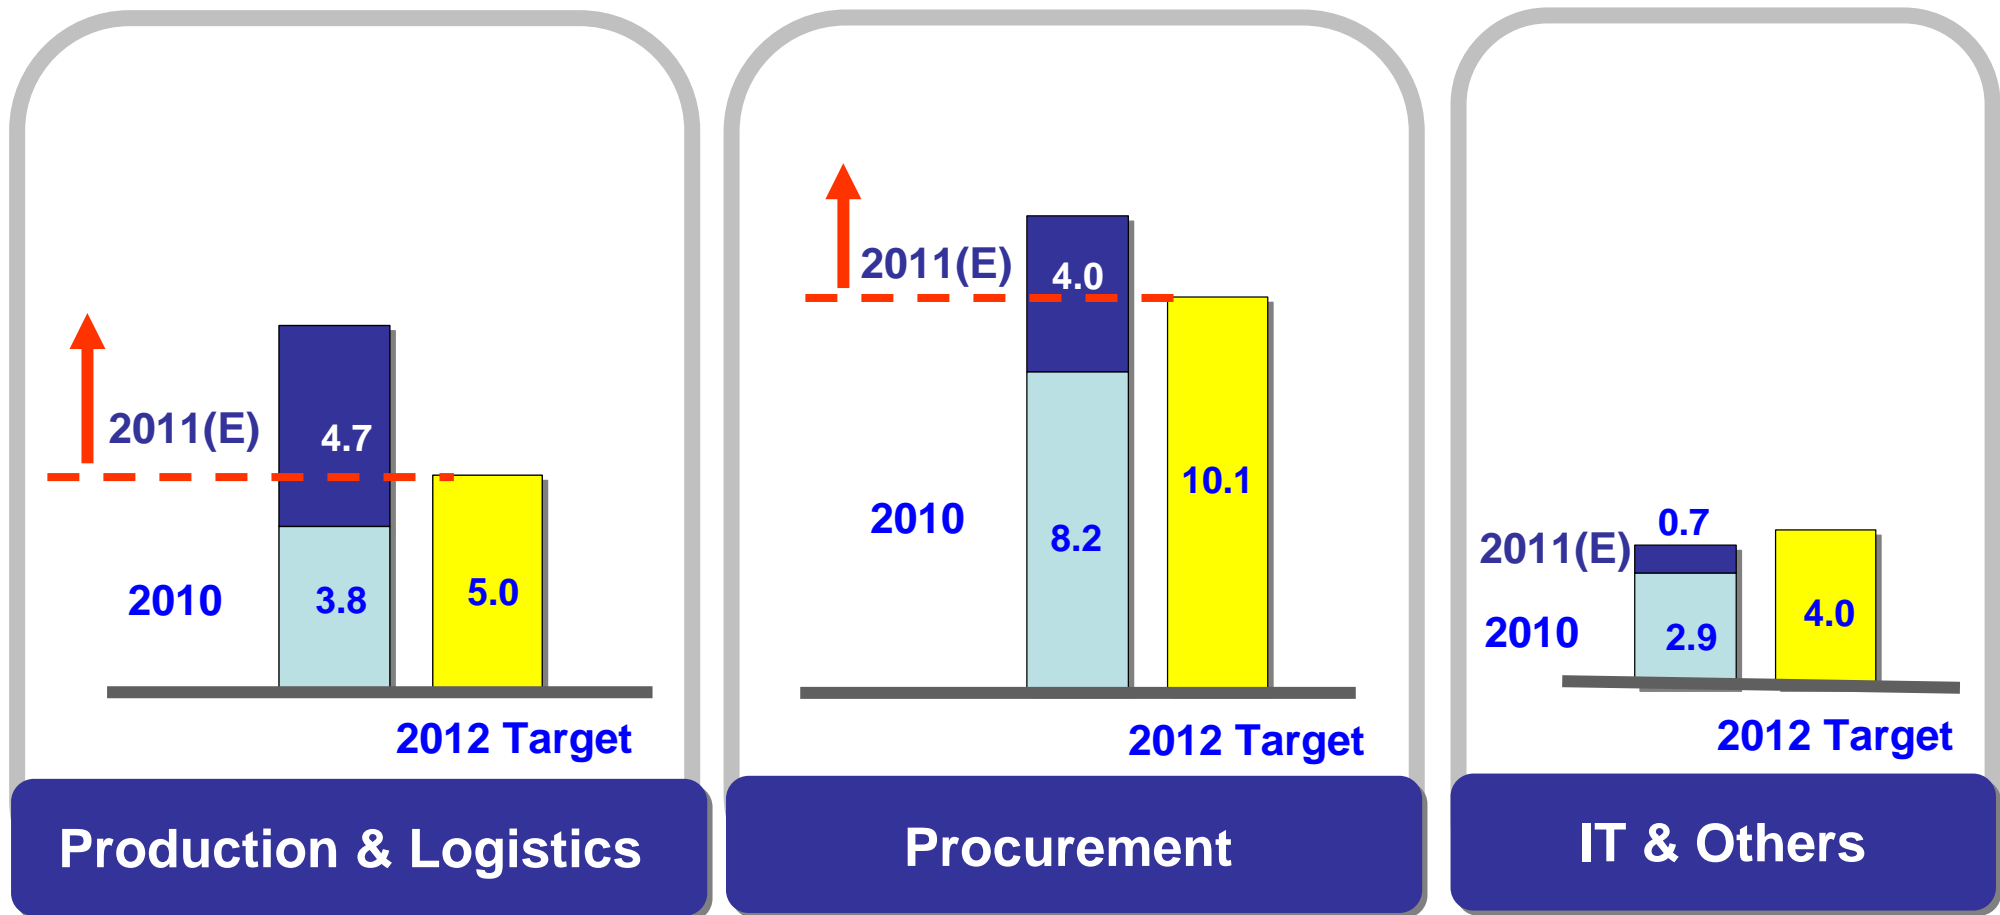 2011(E)
4.7
2010
3.8
5.0
2012 Target
Production & Logistics
2011(E)
4.0
10.1
2010
8.2
2012 Target
Procurement
0.7
2011(E)
4.0
2010
2.9
2012 Target
IT & Others